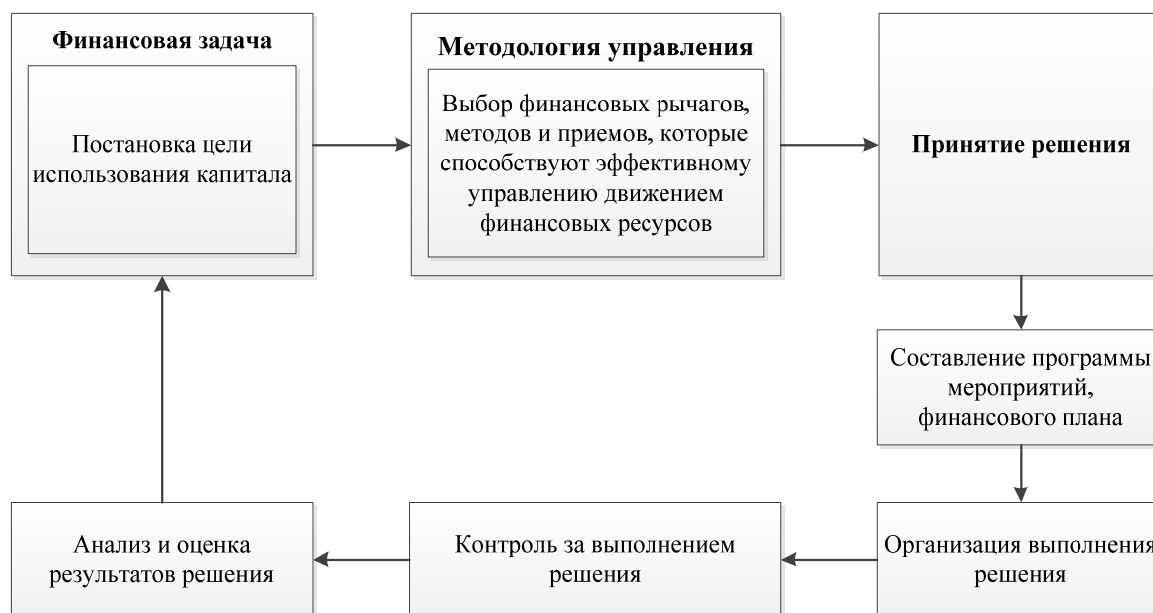 Финансовая задача
Постановка цели
использования капитала
Методология управления
Выбор финансовых рычагов,
методов и приемов, которые
способствуют эффективному
управлению движением
финансовых ресурсов
Принятие решения
Составление программы
мероприятий,
финансового плана
Организация выполнения
решения
Контроль за выполнением
решения
Анализ и оценка
результатов решения